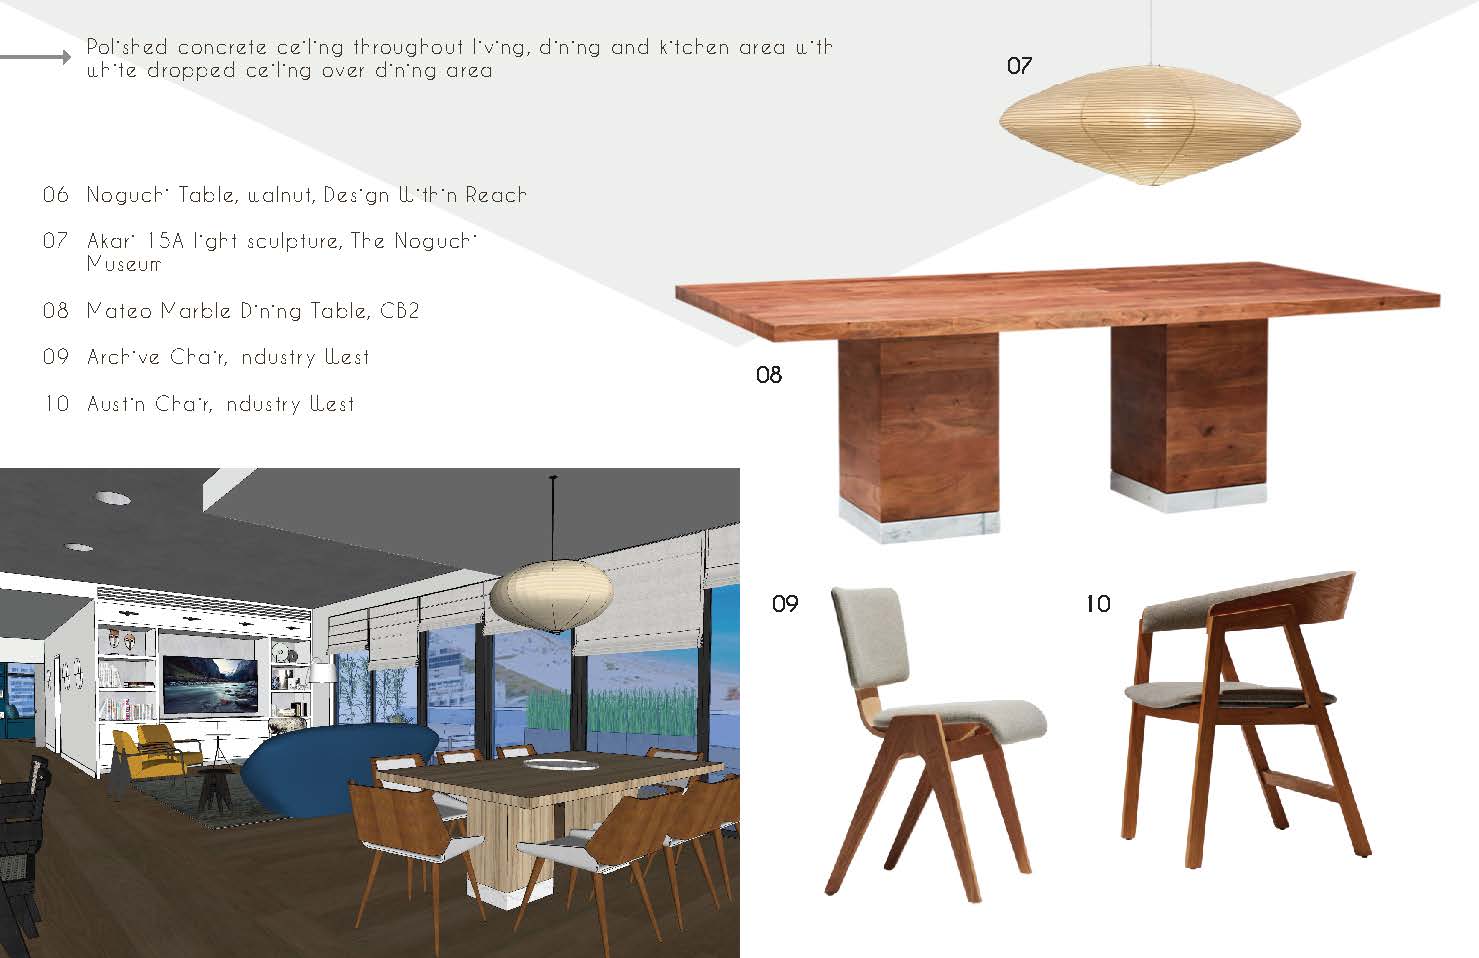 Polished concrete ceiling throughout living, dining and kitchen area with
white dropped ceiling over dining area
06 Noguchi Table, walnut, Design Within Reach
07 Akari 15A light sculpture, The Noguchi
Museum
08 Mateo Marble Dining Table, CB2
09 Archive Chair, Industry West
10 Austin Chair, Industry West
07
08
09
10